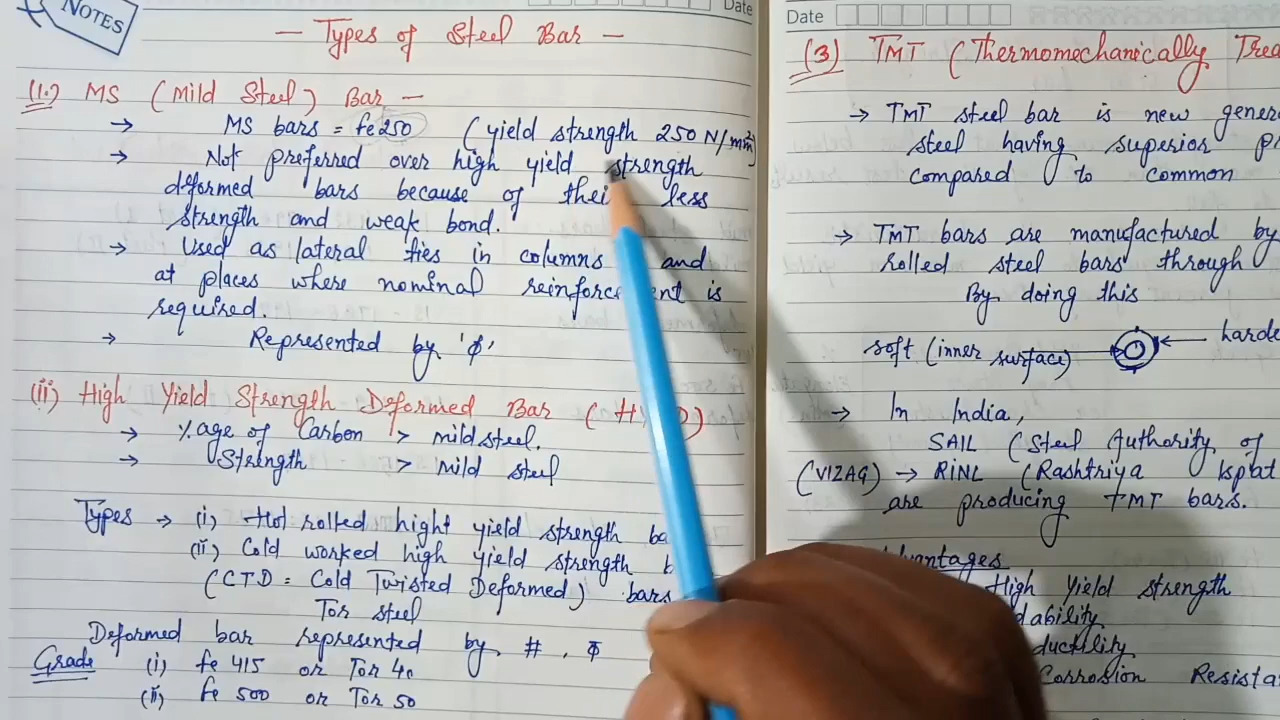 NOTES
Date
— Types of Steel Bar —
(1.) MS (Mild Steel) Bar —
→ MS bars = fe250 (yield strength 250 N/mm²)
→ Not preferred over high yield strength
deformed bars because of their less
strength and weak bond.
→ Used as lateral ties in columns and
at places where nominal reinforcement is
required.
→ Represented by 'ϕ'
(ii) High Yield Strength Deformed Bar (
→ %age of Carbon > mild steel.
→ Strength > mild steel
Types → (i) Hot rolled hight yield strength
(ii) Cold worked high yield strength
(CTD = Cold Twisted Deformed) bars
Tor steel
Deformed bar represented by #,
Grade (i) fe 415 or Tor 40
(ii) fe 500 or Tor 50
Date
(3) TMT (Thermomechanically
→ TMT steel bar is new
steel having superior
compared to common
→ TMT bars are manufactured by
rolled steel bars through
By doing this
soft (inner surface)
→ In India,
SAIL (Steel Authority of
(VIZAG) → RiNL (Rashtriya Ispat
are producing TMT bars.
High Yield strength
ducktlity
Corrosion